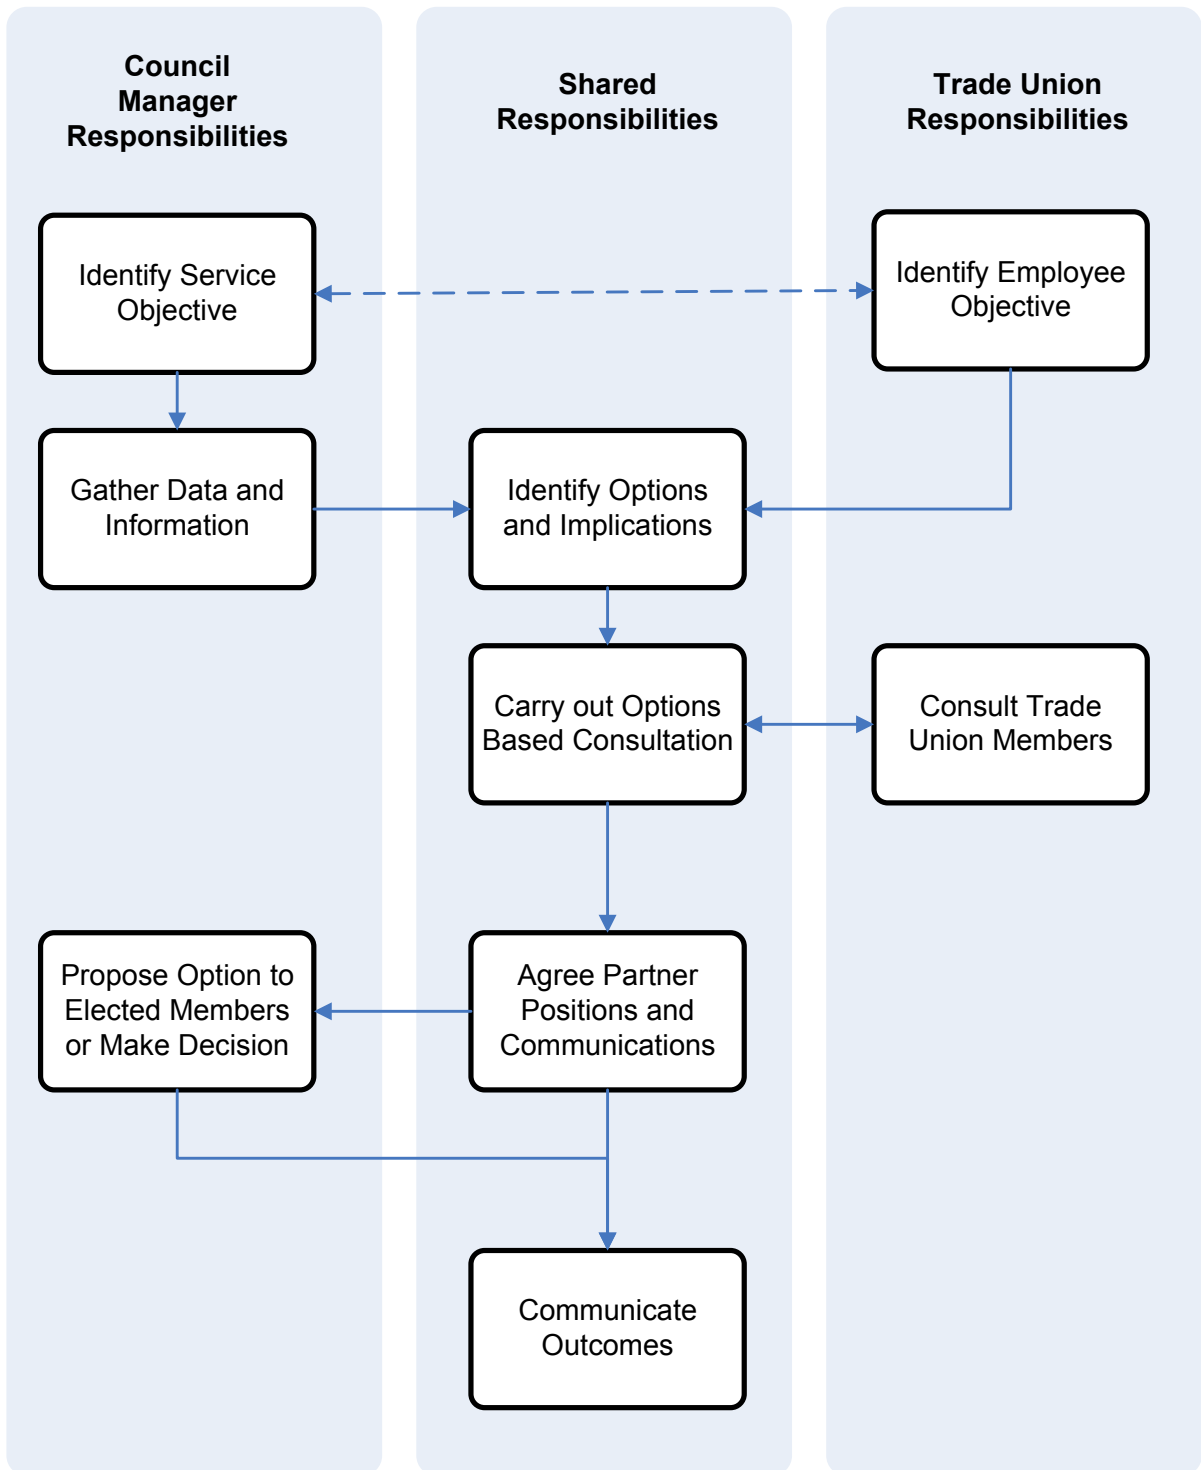 Council
Manager
Responsibilities
Shared
Responsibilities
Trade Union
Responsibilities
Identify Service
Objective
Identify Employee
Objective
Gather Data and
Information
Identify Options
and Implications
Carry out Options
Based Consultation
Consult Trade
Union Members
Propose Option to
Elected Members
or Make Decision
Agree Partner
Positions and
Communications
Communicate
Outcomes